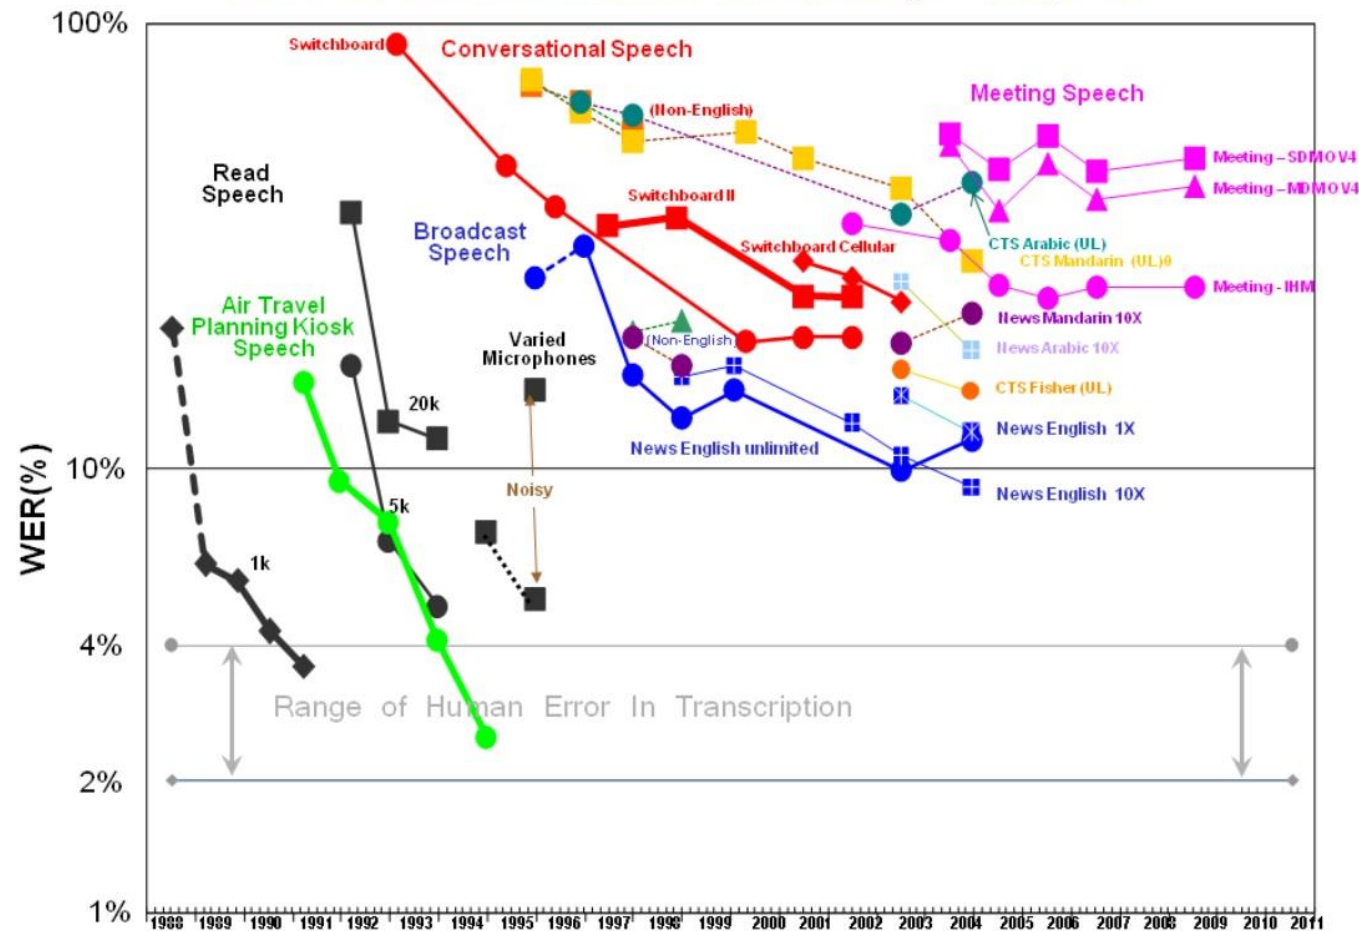 100%
Switchboard
Conversational Speech
(Non-English)
Meeting Speech
Meeting – SDM OV4
Meeting – MDM OV4
Read
Speech
Switchboard II
Broadcast
Speech
Switchboard Cellular
CTS Arabic (UL)
CTS Mandarin (UL)0
Meeting - IHM
Air Travel
Planning Kiosk
Speech
Varied
Microphones
(Non-English)
News Mandarin 10X
News Arabic 10X
CTS Fisher (UL)
20k
News English 1X
News English unlimited
10%
Noisy
News English 10X
5k
WER(%)
1k
4%
Range of Human Error In Transcription
2%
1%
1988 1989 1990 1991 1992 1993 1994 1995 1996 1997 1998 1999 2000 2001 2002 2003 2004 2005 2006 2007 2008 2009 2010 2011